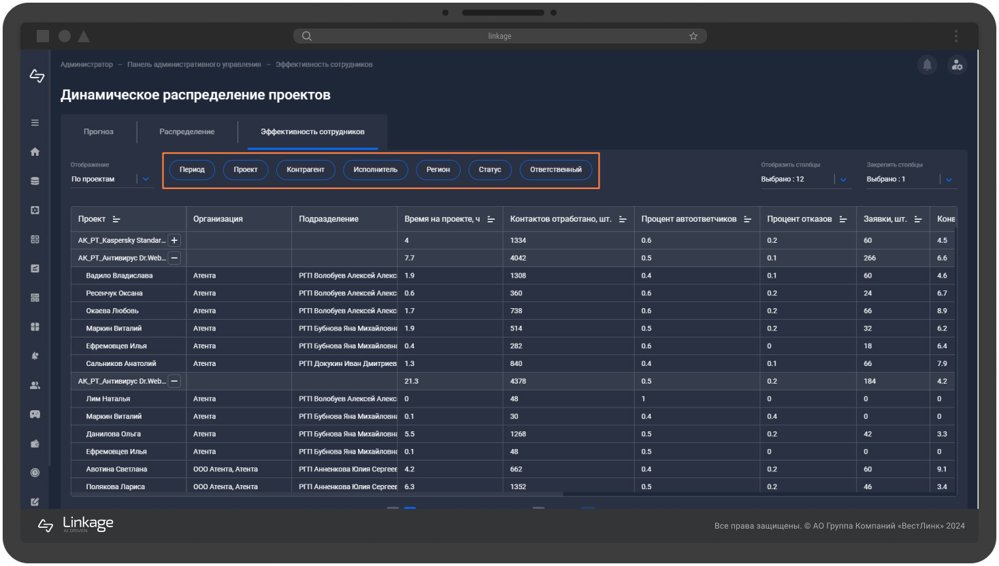 linkage
Администратор – Панель административного управления – Эффективность сотрудников
Динамическое распределение проектов
Прогноз Распределение Эффективность сотрудников
Отображение
По проектам
Период Проект Контрагент Исполнитель Регион Статус Ответственный
Отобразить столбцы
Выбрано : 12
Закрепить столбцы
Выбрано : 1
Проект Организация Подразделение Время на проекте, ч Контактов отработано, шт. Процент автоответчиков Процент отказов Заявки, шт. Конв
AK_PT_Kaspersky Standar... 4 1334 0.6 0.2 60 4.5
AK_PT_Антивирус Dr.Web... 7.7 4042 0.5 0.1 266 6.6
Вадило Владислава Атента РГП Волобуев Алексей Алекс 1.9 1308 0.4 0.1 60 4.6
Ресенчук Оксана Атента РГП Волобуев Алексей Алекс 0.6 360 0.6 0.2 24 6.7
Окаева Любовь Атента РГП Волобуев Алексей Алекс 1.7 738 0.6 0.2 66 8.9
Маркин Виталий Атента РГП Бубнова Яна Михайловна 1.9 514 0.5 0.2 32 6.2
Ефремовцев Илья Атента РГП Бубнова Яна Михайловна 0.4 282 0.6 0 18 6.4
Сальников Анатолий Атента РГП Докукин Иван Дмитриев 1.3 840 0.4 0.1 66 7.9
AK_PT_Антивирус Dr.Web... 21.3 4378 0.5 0.2 184 4.2
Лим Наталья Атента РГП Волобуев Алексей Алекс 0 48 1 0 0 0
Маркин Виталий Атента РГП Бубнова Яна Михайловна 0.1 30 0.4 0.4 0 0
Данилова Ольга Атента РГП Бубнова Яна Михайловна 5.5 1268 0.5 0.2 42 3.3
Ефремовцев Илья Атента РГП Бубнова Яна Михайловна 0.1 48 0.5 0 0 0
Авотина Светлана ООО Атента, Атента РГП Анненкова Юлия Сергеев 4.2 662 0.4 0.2 60 9.1
Полякова Лариса ООО Атента, Атента РГП Анненкова Юлия Сергеев 6.3 1352 0.5 0.2 46 3.4
Linkage
AI DRIVEN
Все права защищены. © АО Группа Компаний «ВестЛинк» 2024